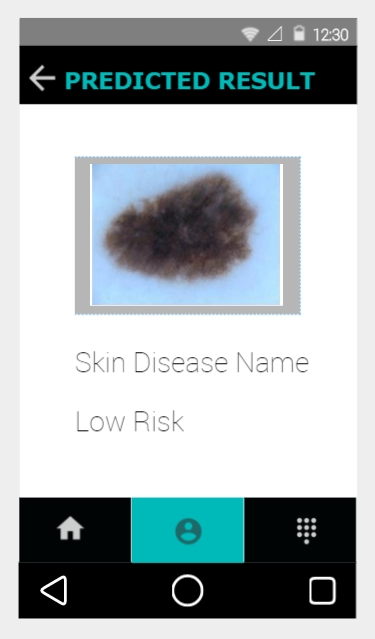 12:30
PREDICTED RESULT
Skin Disease Name
Low Risk